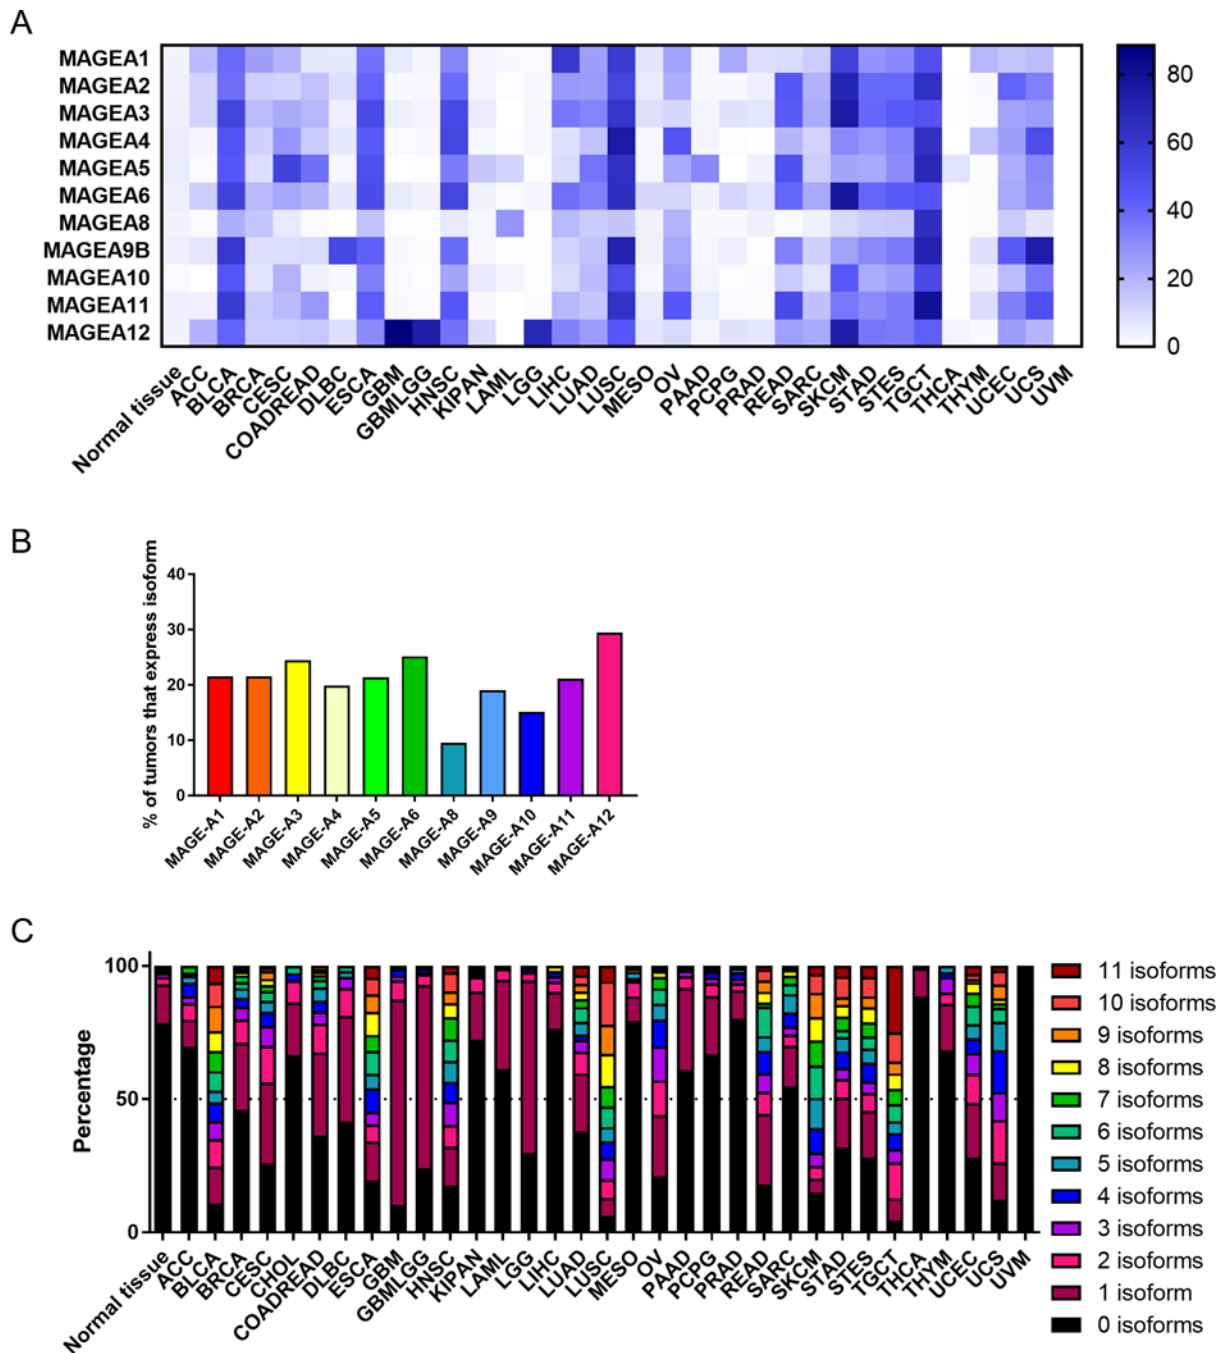 A
MAGEA1
MAGEA2
MAGEA3
MAGEA4
MAGEA5
MAGEA6
MAGEA8
MAGEA9B
MAGEA10
MAGEA11
MAGEA12
80
60
40
20
0
Normal tissue
ACC
BLCA
BRCA
CESC
COADREAD
DLBC
ESCA
GBM
GBMLGG
HNSC
KIPAN
LAML
LGG
LIHC
LUAD
LUSC
MESO
OV
PAAD
PCPG
PRAD
READ
SARC
SKCM
STAD
STES
TGCT
THCA
THYM
UCEC
UCS
UVM
B
% of tumors that express isoform
40
30
20
10
0
MAGE-A1
MAGE-A2
MAGE-A3
MAGE-A4
MAGE-A5
MAGE-A6
MAGE-A8
MAGE-A9
MAGE-A10
MAGE-A11
MAGE-A12
C
Percentage
100
50
0
Normal tissue
ACC
BLCA
BRCA
CESC
CHOL
COADREAD
DLBC
ESCA
GBM
GBMLGG
HNSC
KIPAN
LAML
LGG
LIHC
LUAD
LUSC
MESO
OV
PAAD
PCPG
PRAD
READ
SARC
SKCM
STAD
STES
TGCT
THCA
THYM
UCEC
UCS
UVM
11 isoforms
10 isoforms
9 isoforms
8 isoforms
7 isoforms
6 isoforms
5 isoforms
4 isoforms
3 isoforms
2 isoforms
1 isoform
0 isoforms